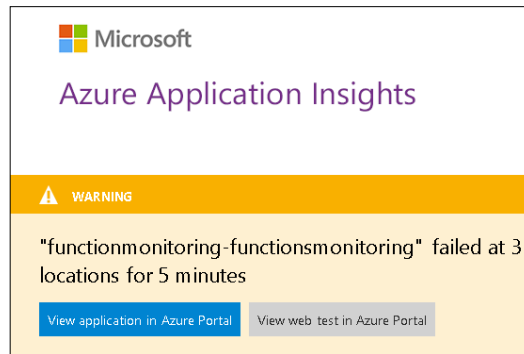 Microsoft
Azure Application Insights
WARNING
"functionmonitoring-functionsmonitoring" failed at 3
locations for 5 minutes
View application in Azure Portal
View web test in Azure Portal